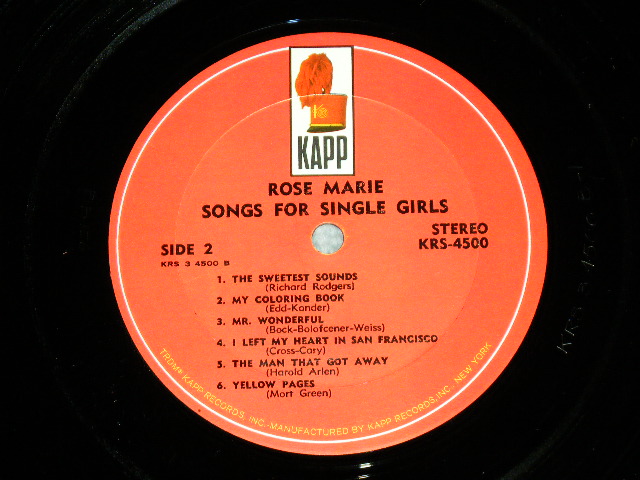 KAPP
ROSE MARIE
SONGS FOR SINGLE GIRLS
STEREO
SIDE 2
KRS-4500
KRS 3 4500 B
1. THE SWEETEST SOUNDS
(Richard Rodgers)
2. MY COLORING BOOK
(Edd-Kander)
3. MR. WONDERFUL
(Bock-Bolofcener-Weiss)
4. I LEFT MY HEART IN SAN FRANCISCO
(Cross-Cary)
5. THE MAN THAT GOT AWAY
(Harold Arlen)
6. YELLOW PAGES
(Mort Green)
TRDMK KAPP RECORDS, INC.-MANUFACTURED BY KAPP RECORDS, INC., NEW YORK